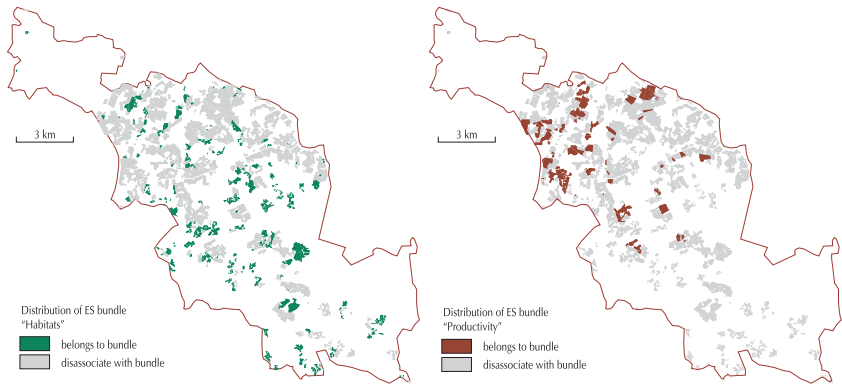 3 km
Distribution of ES bundle
“Habitats”
belongs to bundle
disassociate with bundle
3 km
Distribution of ES bundle
“Productivity”
belongs to bundle
disassociate with bundle